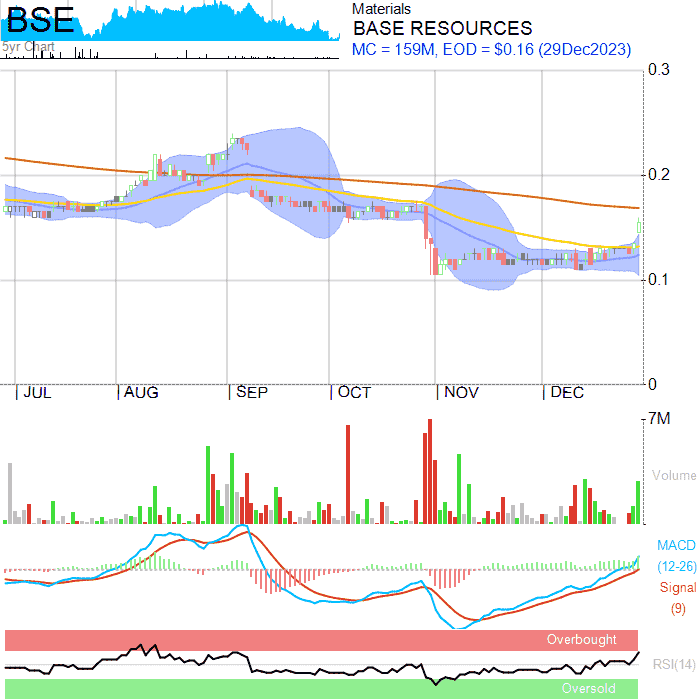 BSE
5yr Chart
Materials
BASE RESOURCES
MC = 159M, EOD = $0.16 (29Dec2023)
0.3
0.2
0.1
0
JUL AUG SEP OCT NOV DEC
7M
Volume
MACD
(12-26)
Signal
(9)
Overbought
RSI(14)
Oversold